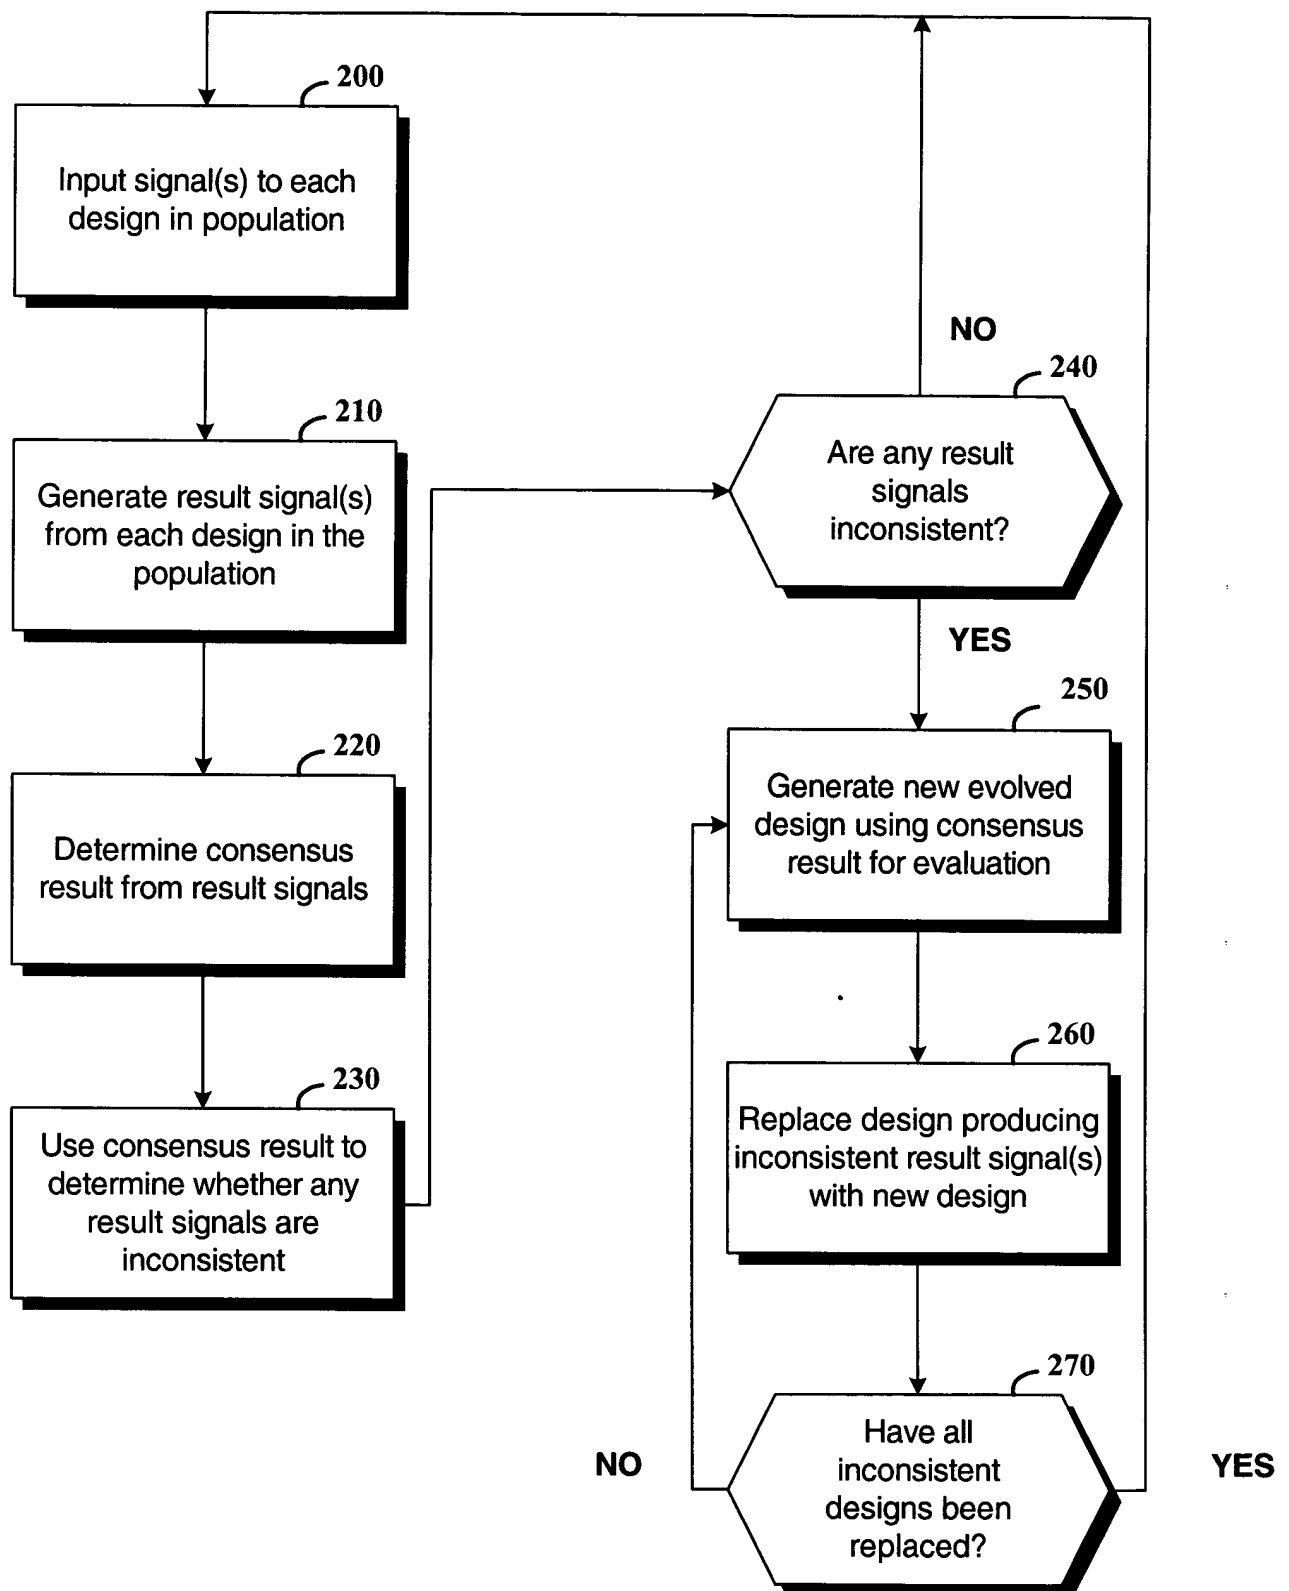 200
Input signal(s) to each
design in population
210
Generate result signal(s)
from each design in the
population
220
Determine consensus
result from result signals
230
Use consensus result to
determine whether any
result signals are
inconsistent
NO
240
Are any result
signals
inconsistent?
YES
250
Generate new evolved
design using consensus
result for evaluation
260
Replace design producing
inconsistent result signal(s)
with new design
270
Have all
inconsistent
designs been
replaced?
NO
YES